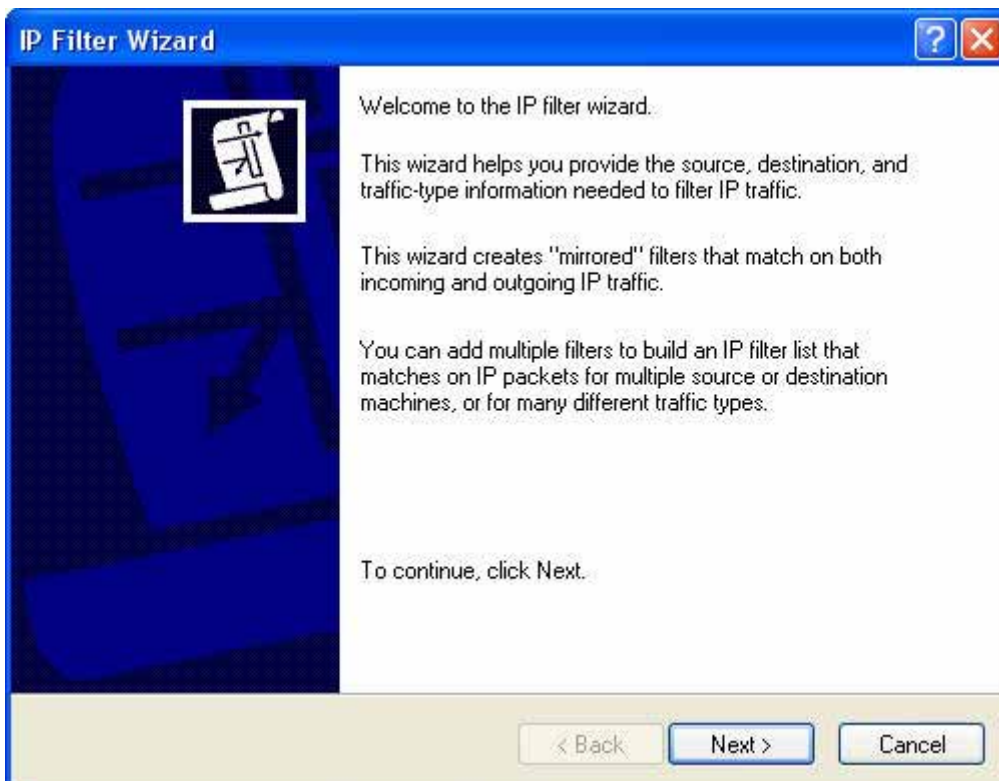 IP Filter Wizard
Welcome to the IP filter wizard.
This wizard helps you provide the source, destination, and
traffic-type information needed to filter IP traffic.
This wizard creates "mirrored" filters that match on both
incoming and outgoing IP traffic.
You can add multiple filters to build an IP filter list that
matches on IP packets for multiple source or destination
machines, or for many different traffic types.
To continue, click Next.
< Back
Next >
Cancel